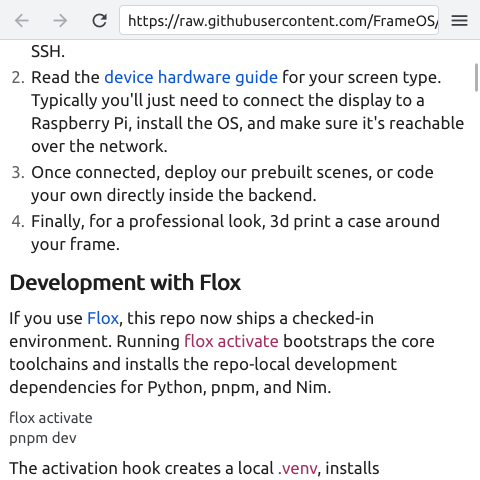 https://raw.githubusercontent.com/FrameOS/
SSH.
2. Read the device hardware guide for your screen type.
Typically you'll just need to connect the display to a
Raspberry Pi, install the OS, and make sure it's reachable
over the network.
3. Once connected, deploy our prebuilt scenes, or code
your own directly inside the backend.
4. Finally, for a professional look, 3d print a case around
your frame.
Development with Flox
If you use Flox, this repo now ships a checked-in
environment. Running flox activate bootstraps the core
toolchains and installs the repo-local development
dependencies for Python, pnpm, and Nim.
flox activate
pnpm dev
The activation hook creates a local .venv, installs